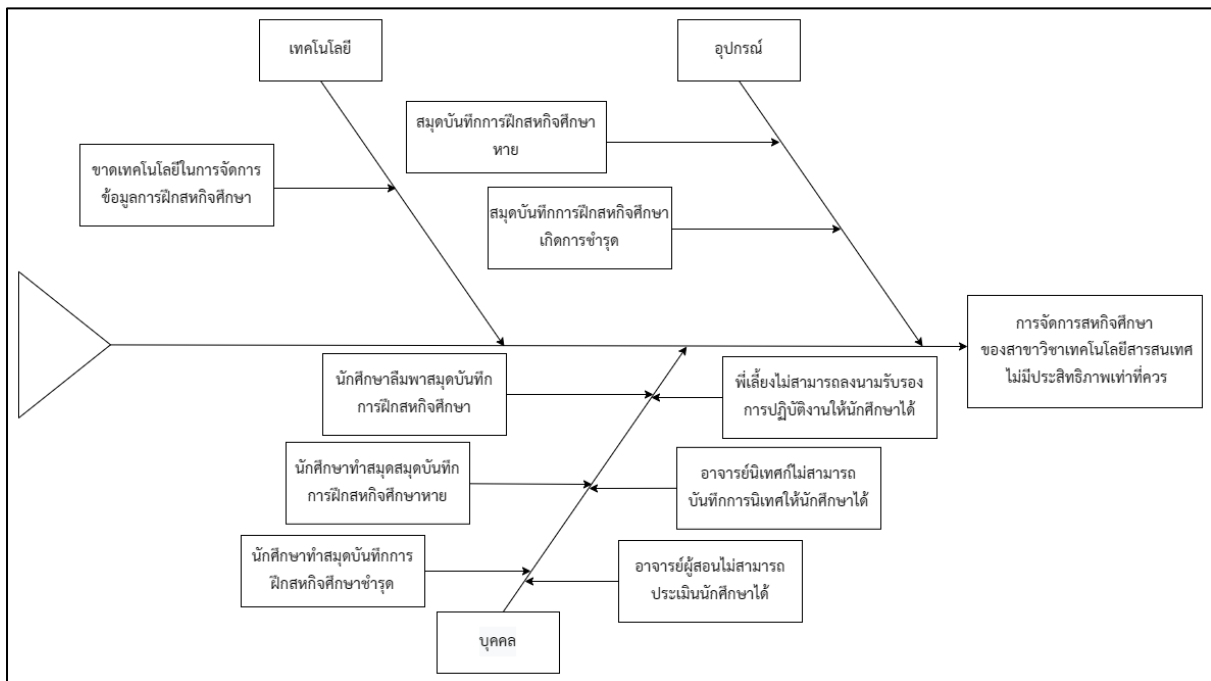 เทคโนโลยี
อุปกรณ์
สมุดบันทึกการฝึกสหกิจศึกษา
หาย
ขาดเทคโนโลยีในการจัดการ
ข้อมูลการฝึกสหกิจศึกษา
สมุดบันทึกการฝึกสหกิจศึกษา
เกิดการชำรุด
การจัดการสหกิจศึกษา
ของสาขาวิชาเทคโนโลยีสารสนเทศ
ไม่มีประสิทธิภาพเท่าที่ควร
นักศึกษาลืมพาสมุดบันทึก
การฝึกสหกิจศึกษา
พี่เลี้ยงไม่สามารถลงนามรับรอง
การปฏิบัติงานให้นักศึกษาได้
นักศึกษาทำสมุดสมุดบันทึก
การฝึกสหกิจศึกษาหาย
อาจารย์นิเทศก์ไม่สามารถ
บันทึกการนิเทศให้นักศึกษาได้
นักศึกษาทำสมุดบันทึกการ
ฝึกสหกิจศึกษาชำรุด
อาจารย์ผู้สอนไม่สามารถ
ประเมินนักศึกษาได้
บุคคล